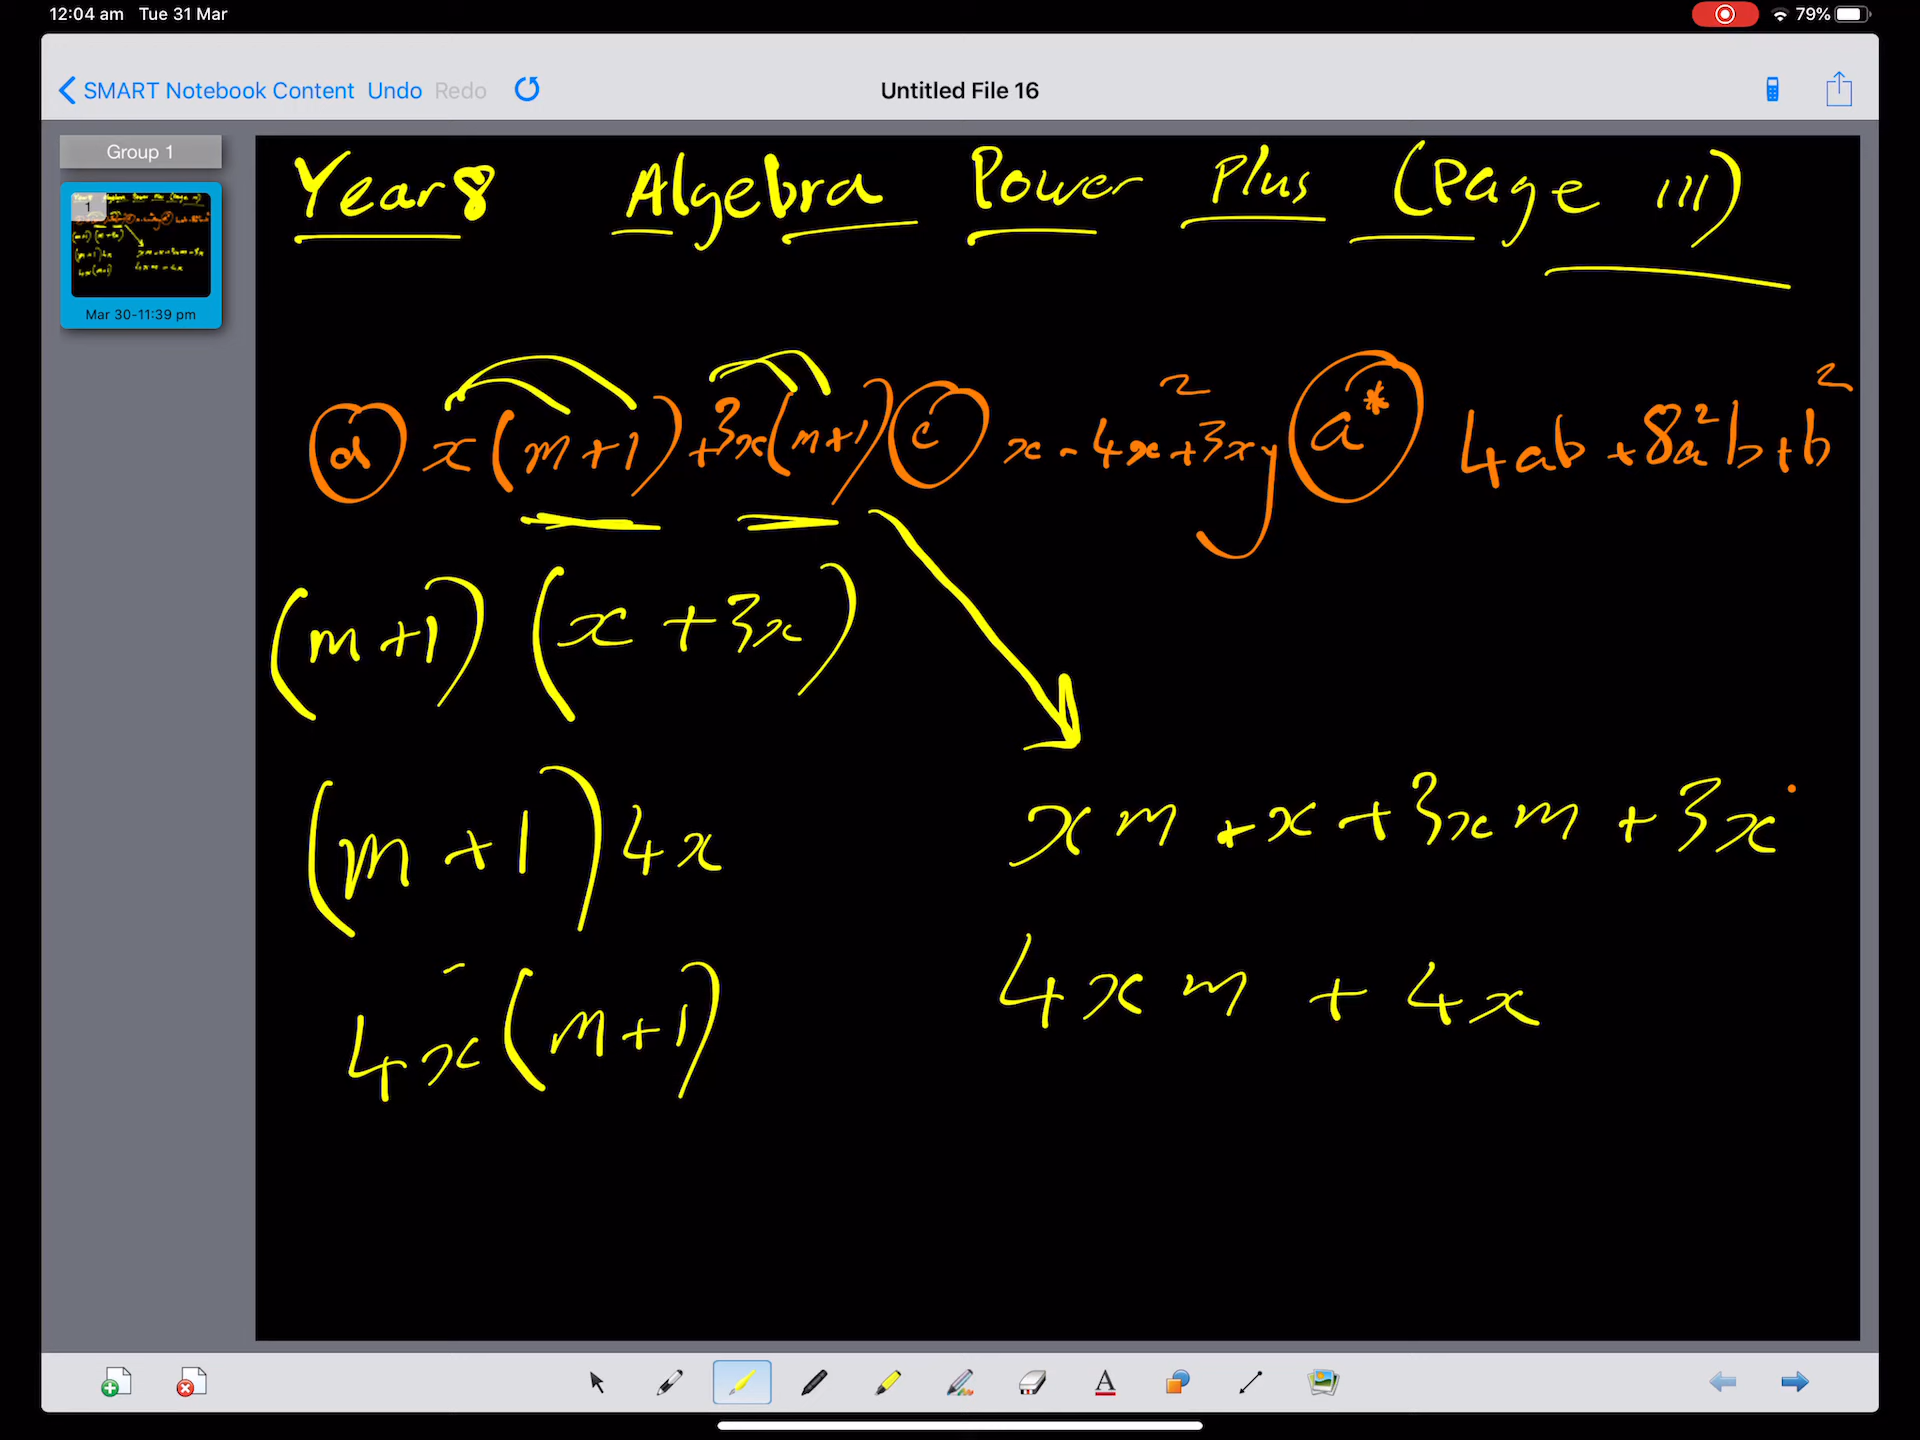 12:04 am Tue 31 Mar 79%
SMART Notebook Content Undo Redo Untitled File 16
Group 1
1
Mar 30-11:39 pm
Year 8 Algebra Power Plus (Page 111)
d x(m+1)+3x(m+1) c x-4x²+3xy a* 4ab+8a²b+b²
(m+1)(x+3x)
(m+1)4x xm+x+3xm+3x
4x(m+1) 4xm+4x
A